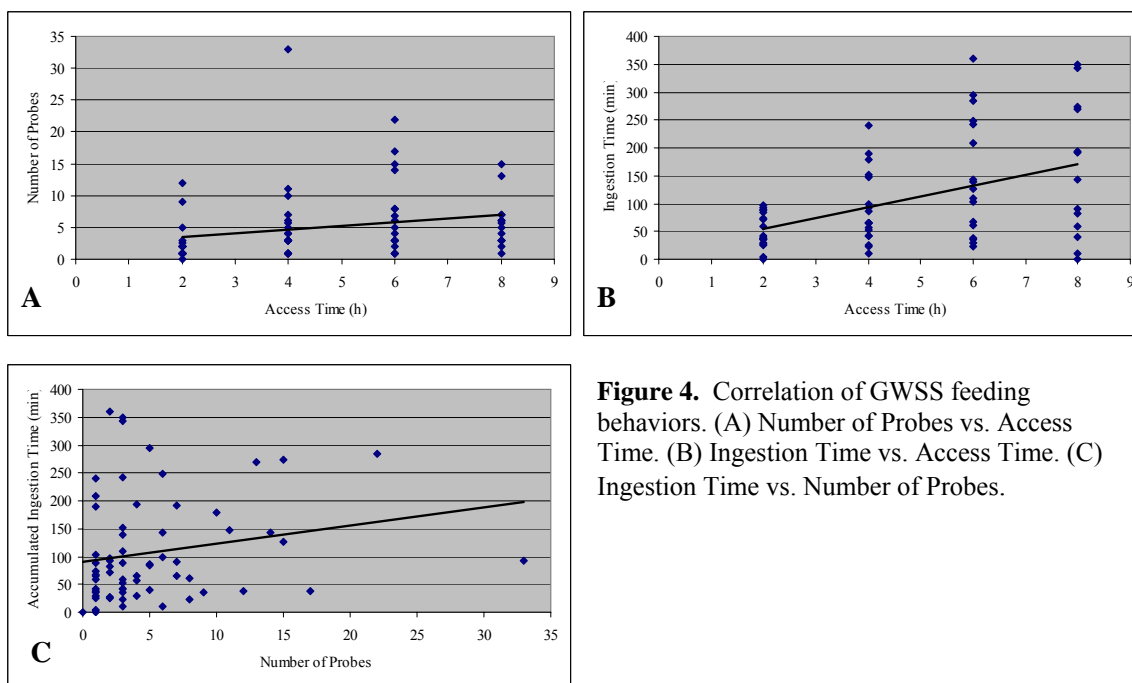 35
30
25
20
15
10
5
0
Number of Probes
0 1 2 3 4 5 6 7 8 9
Access Time (h)
A
400
350
300
250
200
150
100
50
0
Ingestion Time (min)
0 1 2 3 4 5 6 7 8 9
Access Time (h)
B
400
350
300
250
200
150
100
50
0
Accumulated Ingestion Time (min)
0 5 10 15 20 25 30 35
Number of Probes
C
Figure 4. Correlation of GWSS feeding
behaviors. (A) Number of Probes vs. Access
Time. (B) Ingestion Time vs. Access Time. (C)
Ingestion Time vs. Number of Probes.